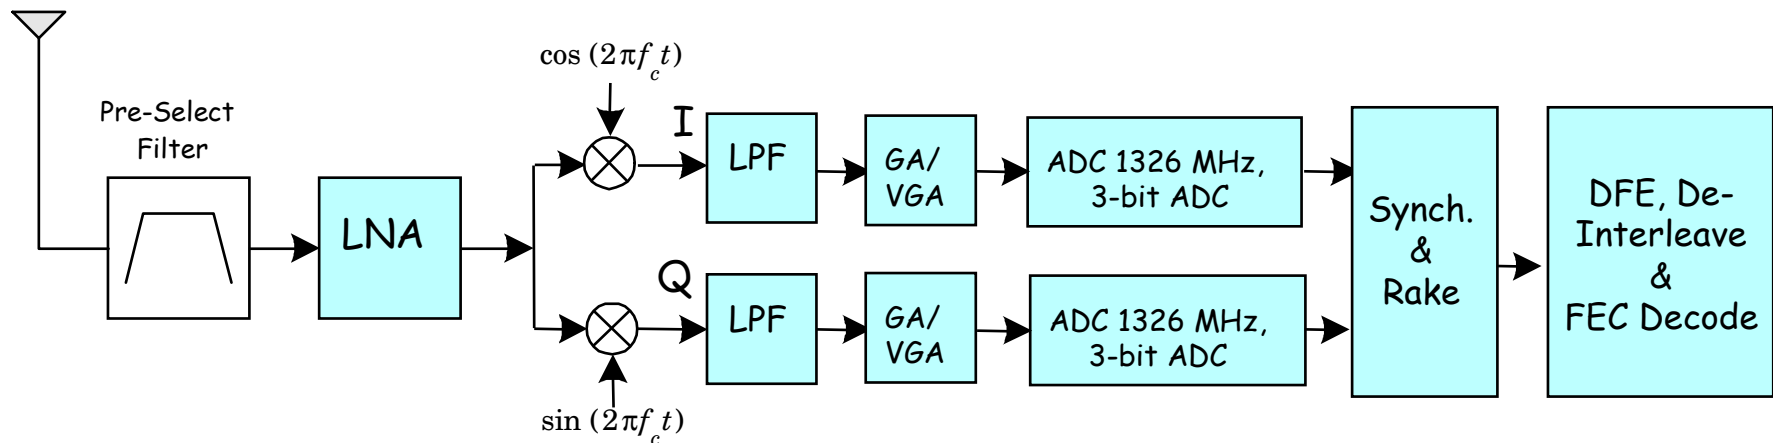 cos (2πf_c t)
Pre-Select
Filter
I
LPF
GA/
VGA
ADC 1326 MHz,
3-bit ADC
LNA
Q
LPF
GA/
VGA
ADC 1326 MHz,
3-bit ADC
sin (2πf_c t)
Synch.
&
Rake
DFE, De-
Interleave
&
FEC Decode